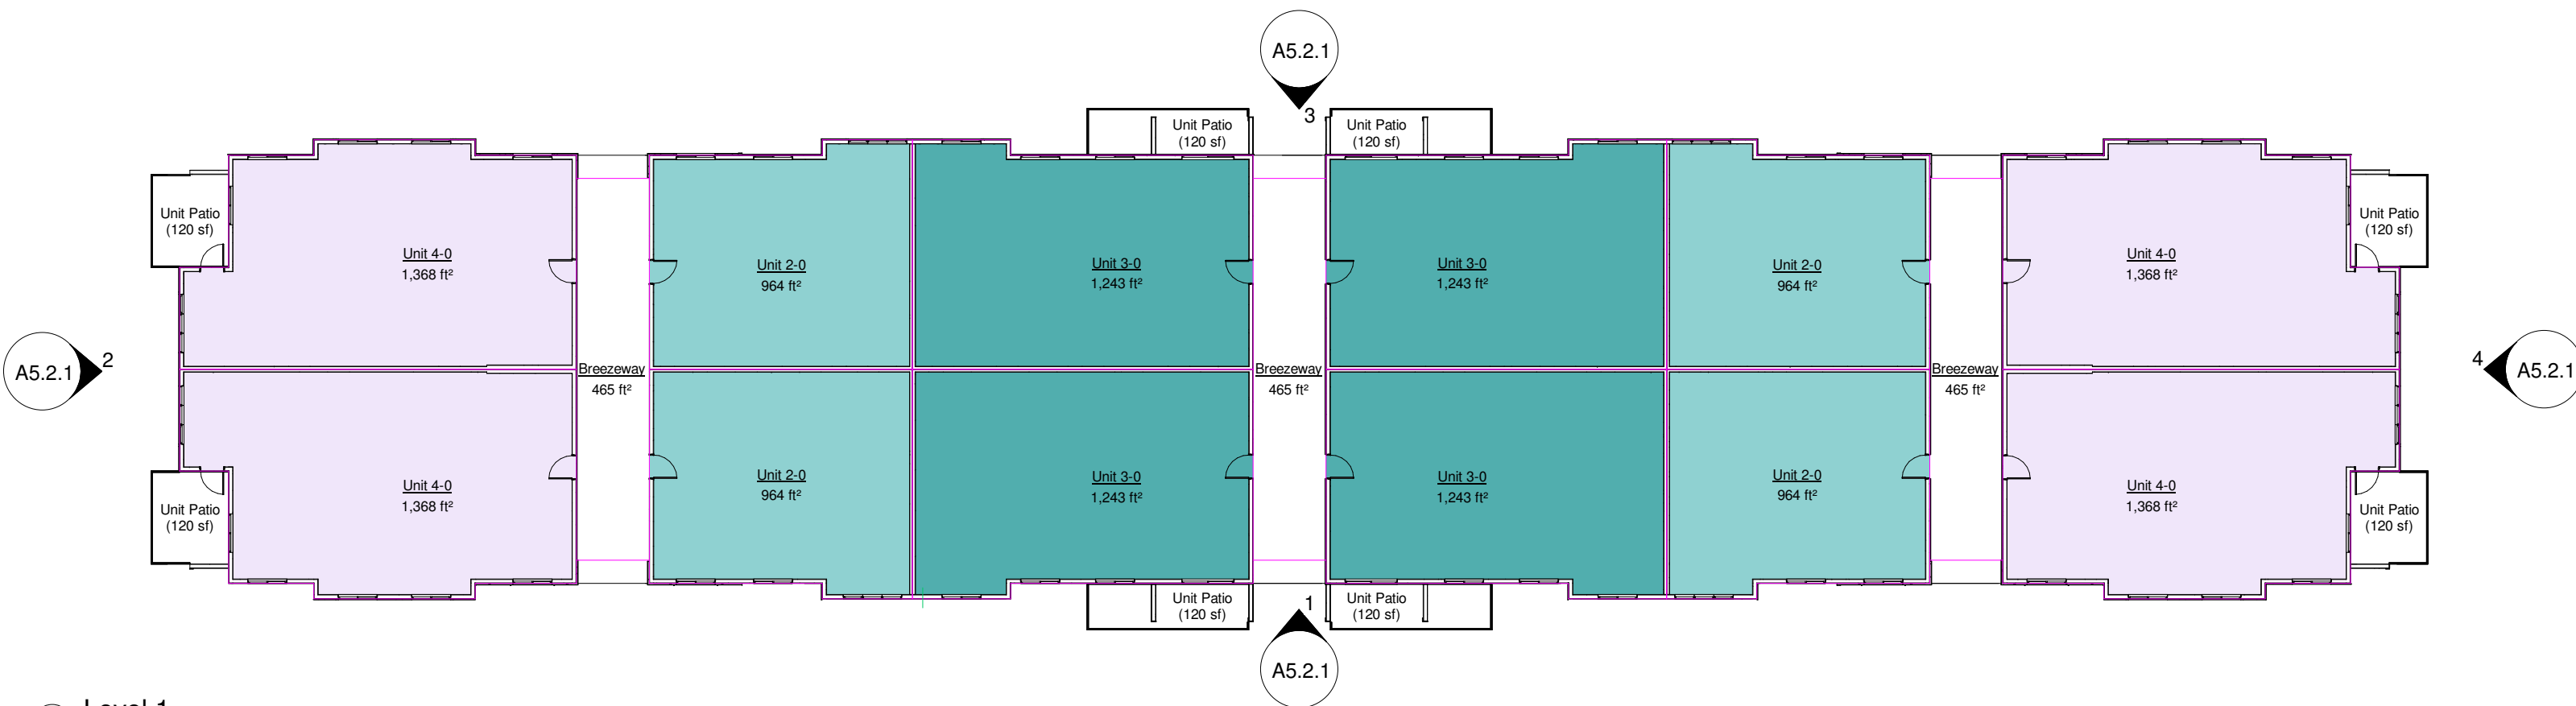 A5.2.1
3
Unit Patio
(120 sf)
Unit Patio
(120 sf)
Unit Patio
(120 sf)
Unit Patio
(120 sf)
Unit 4-0
1,368 ft²
Unit 2-0
964 ft²
Unit 3-0
1,243 ft²
Unit 3-0
1,243 ft²
Unit 2-0
964 ft²
Unit 4-0
1,368 ft²
A5.2.1
2
Breezeway
465 ft²
Breezeway
465 ft²
Breezeway
465 ft²
4
A5.2.1
Unit 4-0
1,368 ft²
Unit 2-0
964 ft²
Unit 3-0
1,243 ft²
Unit 3-0
1,243 ft²
Unit 2-0
964 ft²
Unit 4-0
1,368 ft²
Unit Patio
(120 sf)
Unit Patio
(120 sf)
Unit Patio
(120 sf)
Unit Patio
(120 sf)
1
A5.2.1
Level 1